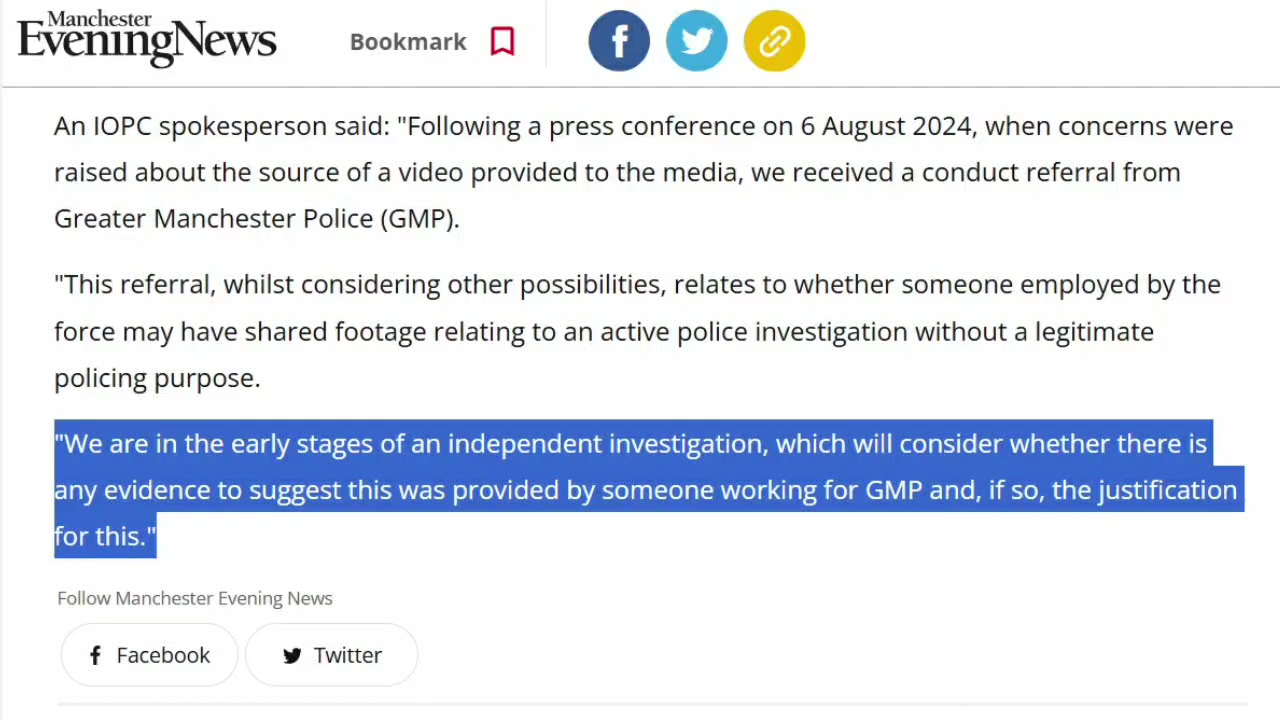 Manchester
EveningNews
Bookmark
An IOPC spokesperson said: "Following a press conference on 6 August 2024, when concerns were
raised about the source of a video provided to the media, we received a conduct referral from
Greater Manchester Police (GMP).
"This referral, whilst considering other possibilities, relates to whether someone employed by the
force may have shared footage relating to an active police investigation without a legitimate
policing purpose.
"We are in the early stages of an independent investigation, which will consider whether there is
any evidence to suggest this was provided by someone working for GMP and, if so, the justification
for this."
Follow Manchester Evening News
Facebook
Twitter